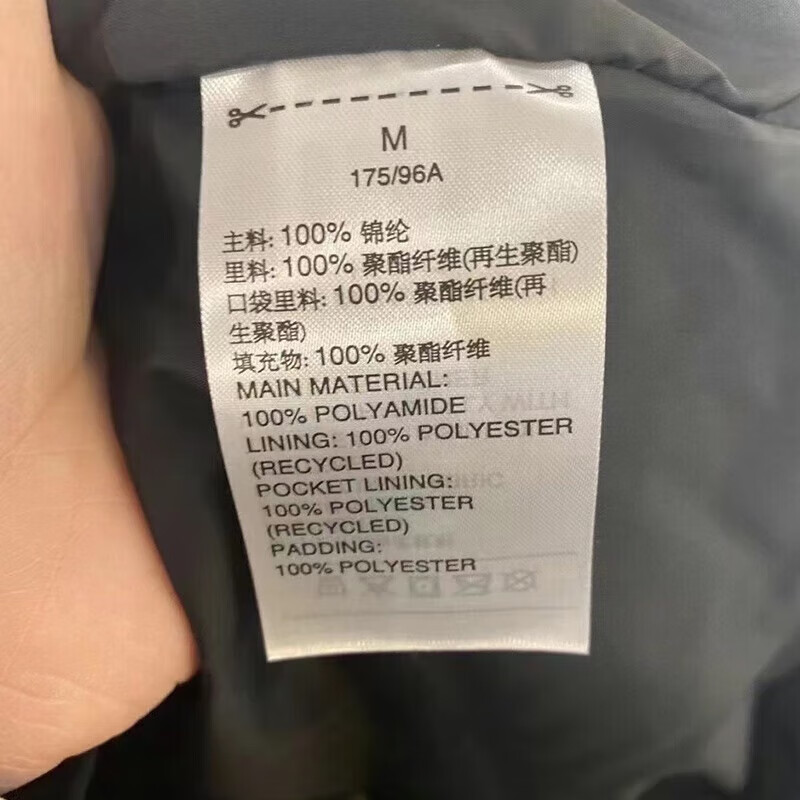 M
175/96A
主料: 100% 锦纶
里料: 100% 聚酯纤维(再生聚酯)
口袋里料: 100% 聚酯纤维(再
生聚酯)
填充物: 100% 聚酯纤维
MAIN MATERIAL:
100% POLYAMIDE
LINING: 100% POLYESTER
(RECYCLED)
POCKET LINING:
100% POLYESTER
(RECYCLED)
PADDING:
100% POLYESTER